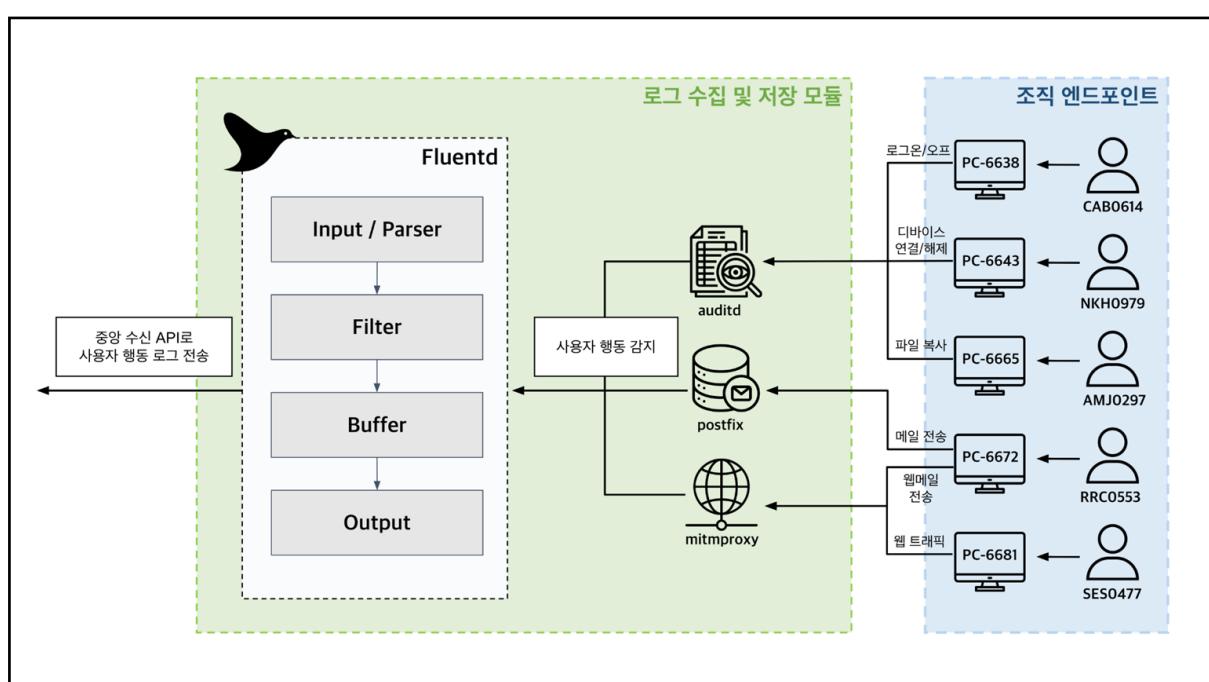 로그 수집 및 저장 모듈
조직 엔드포인트
Fluentd
Input / Parser
Filter
Buffer
Output
중앙 수신 API로
사용자 행동 로그 전송
사용자 행동 감지
auditd
postfix
mitmproxy
로그온/오프
디바이스
연결/해제
파일 복사
메일 전송
웹메일
전송
웹 트래픽
PC-6638
CAB0614
PC-6643
NKH0979
PC-6665
AMJ0297
PC-6672
RRC0553
PC-6681
SES0477